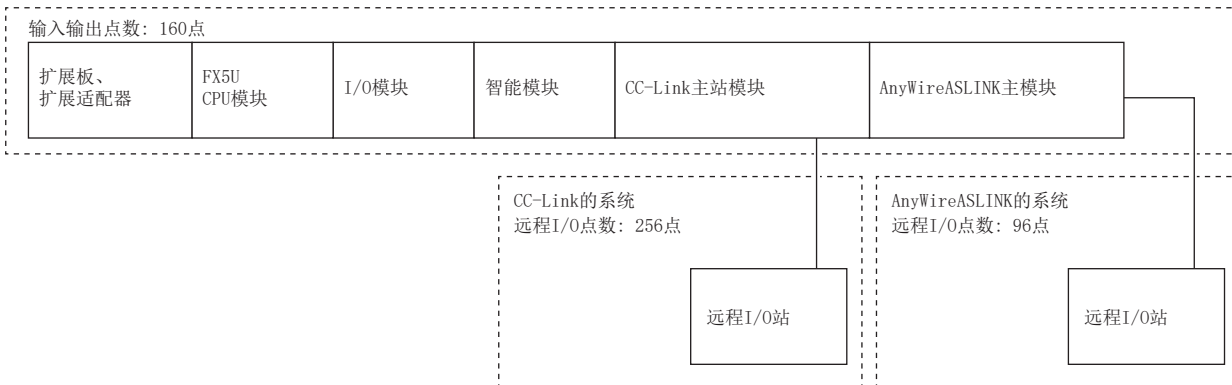 输入输出点数: 160点
扩展板、
扩展适配器
FX5U
CPU模块
I/O模块
智能模块
CC-Link主站模块
AnyWireASLINK主模块
CC-Link的系统
远程I/O点数: 256点
远程I/O站
AnyWireASLINK的系统
远程I/O点数: 96点
远程I/O站